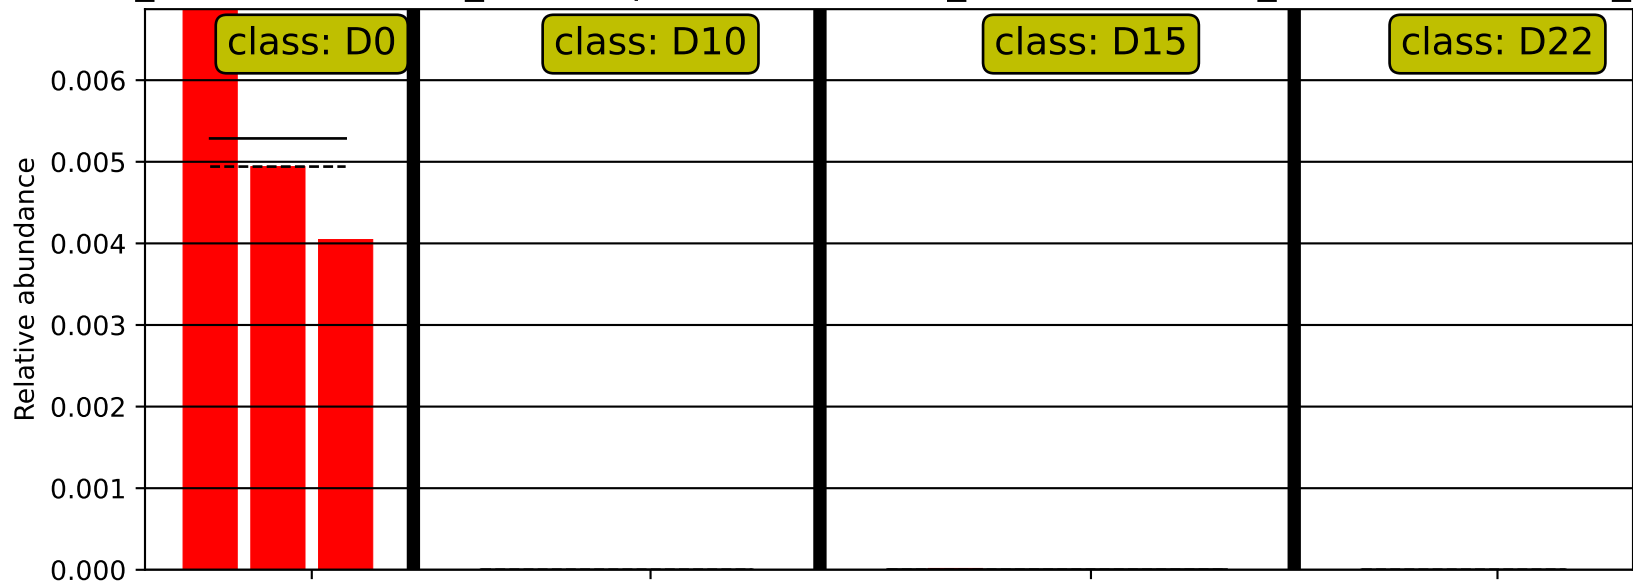 class: D0
class: D10
class: D15
class: D22
Relative abundance
0.006
0.005
0.004
0.003
0.002
0.001
0.000